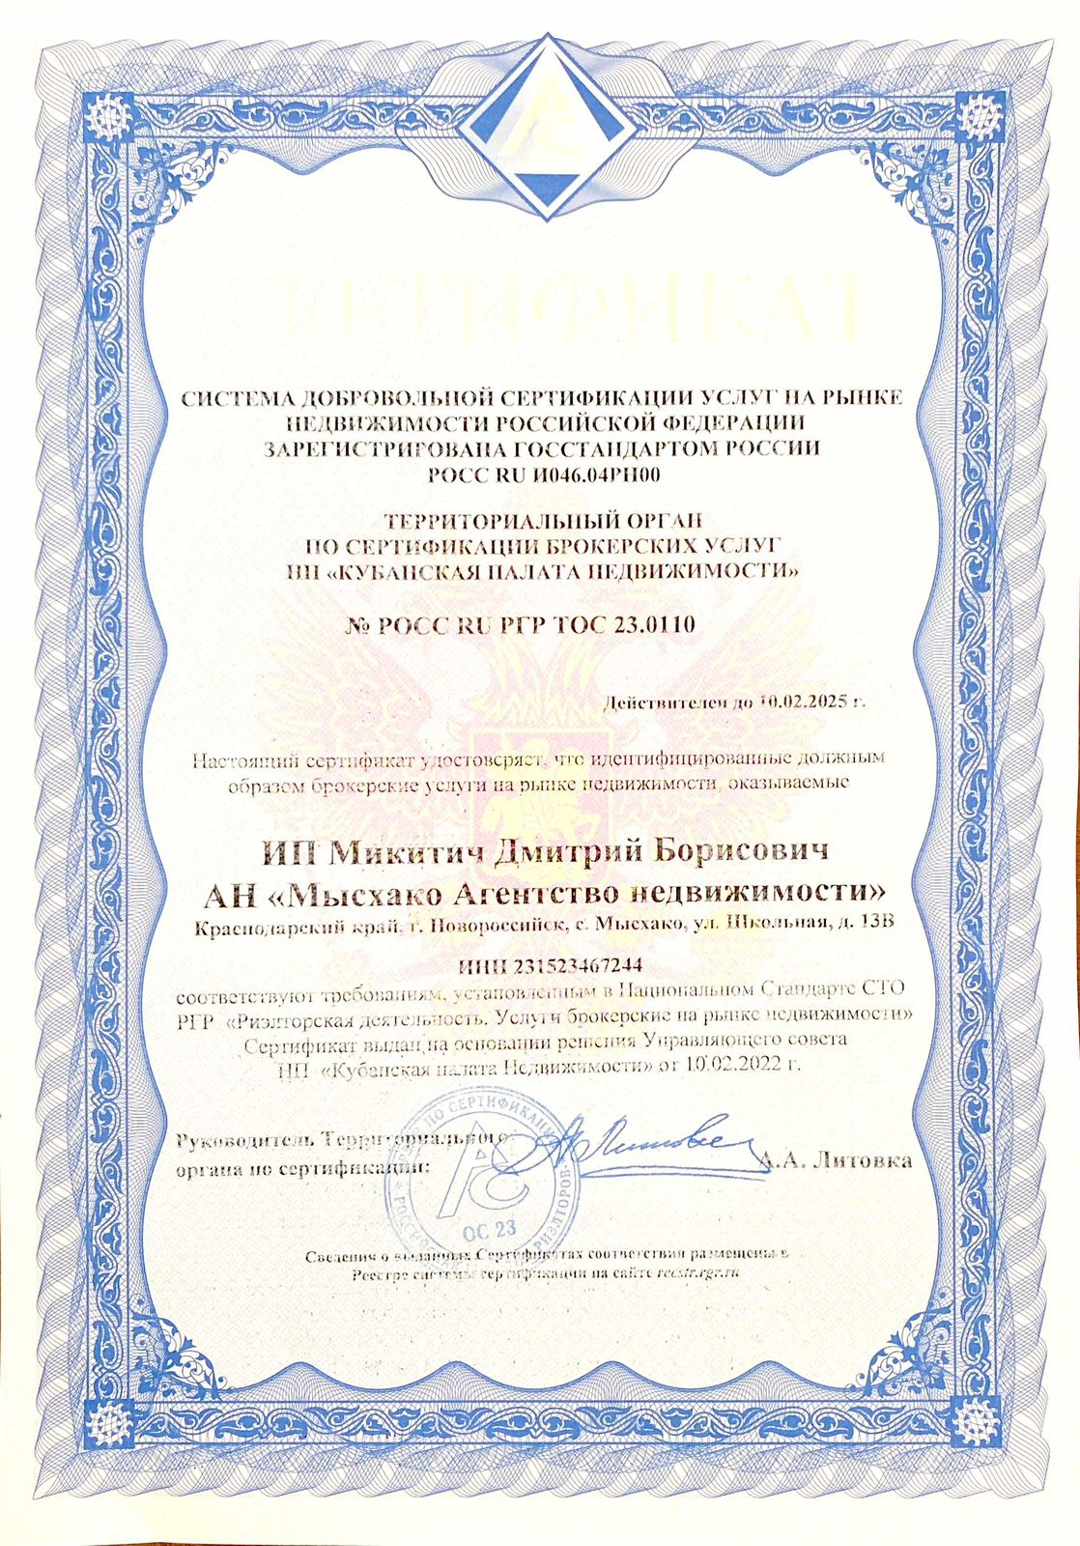 СЕРТИФИКАТ
СИСТЕМА ДОБРОВОЛЬНОЙ СЕРТИФИКАЦИИ УСЛУГ НА РЫНКЕ
НЕДВИЖИМОСТИ РОССИЙСКОЙ ФЕДЕРАЦИИ
ЗАРЕГИСТРИРОВАНА ГОССТАНДАРТОМ РОССИИ
РОСС RU И046.04РН00
ТЕРРИТОРИАЛЬНЫЙ ОРГАН
ПО СЕРТИФИКАЦИИ БРОКЕРСКИХ УСЛУГ
НП «КУБАНСКАЯ ПАЛАТА НЕДВИЖИМОСТИ»
№ РОСС RU РГР ТОС 23.0110
Действителен до 10.02.2025 г.
Настоящий сертификат удостоверяет, что идентифицированные должным
образом брокерские услуги на рынке недвижимости, оказываемые
ИП Микитич Дмитрий Борисович
АН «Мысхако Агентство недвижимости»
Краснодарский край, г. Новороссийск, с. Мысхако, ул. Школьная, д. 13В
ИНН 231523467244
соответствуют требованиям, установленным в Национальном Стандарте СТО
РГР «Риэлторская деятельность. Услуги брокерские на рынке недвижимости»
Сертификат выдан на основании решения Управляющего совета
НП «Кубанская палата Недвижимости» от 10.02.2022 г.
Руководитель Территориального
органа по сертификации:
А.А. Литовка
ПО СЕРТИФИКАЦИИ
ОС 23
Сведения о выданных Сертификатах соответствия размещены в
Реестре системы сертификации на сайте reestr.rgr.ru